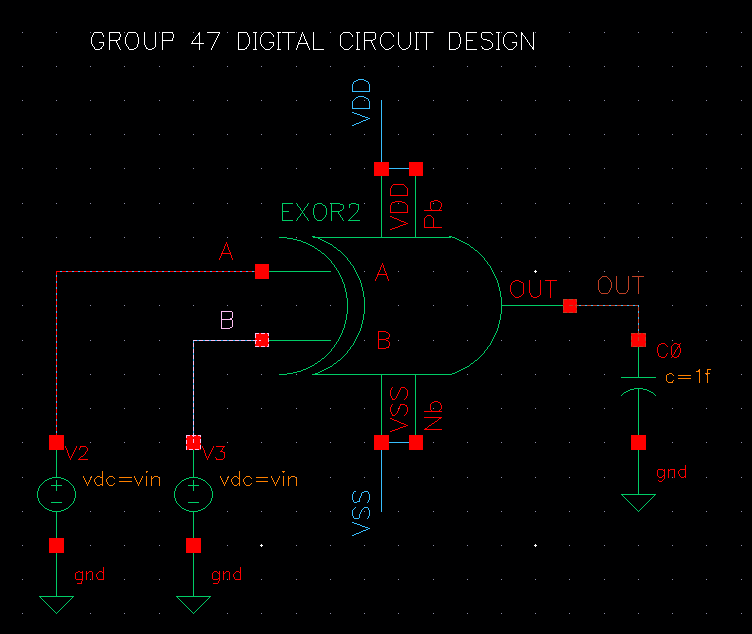 GROUP 47 DIGITAL CIRCUIT DESIGN
VDD
EXOR2
VDD
Pb
A
A
B
B
OUT
OUT
C0
c=1f
VSS
Nb
V2
vdc=vin
V3
vdc=vin
gnd
VSS
gnd
gnd